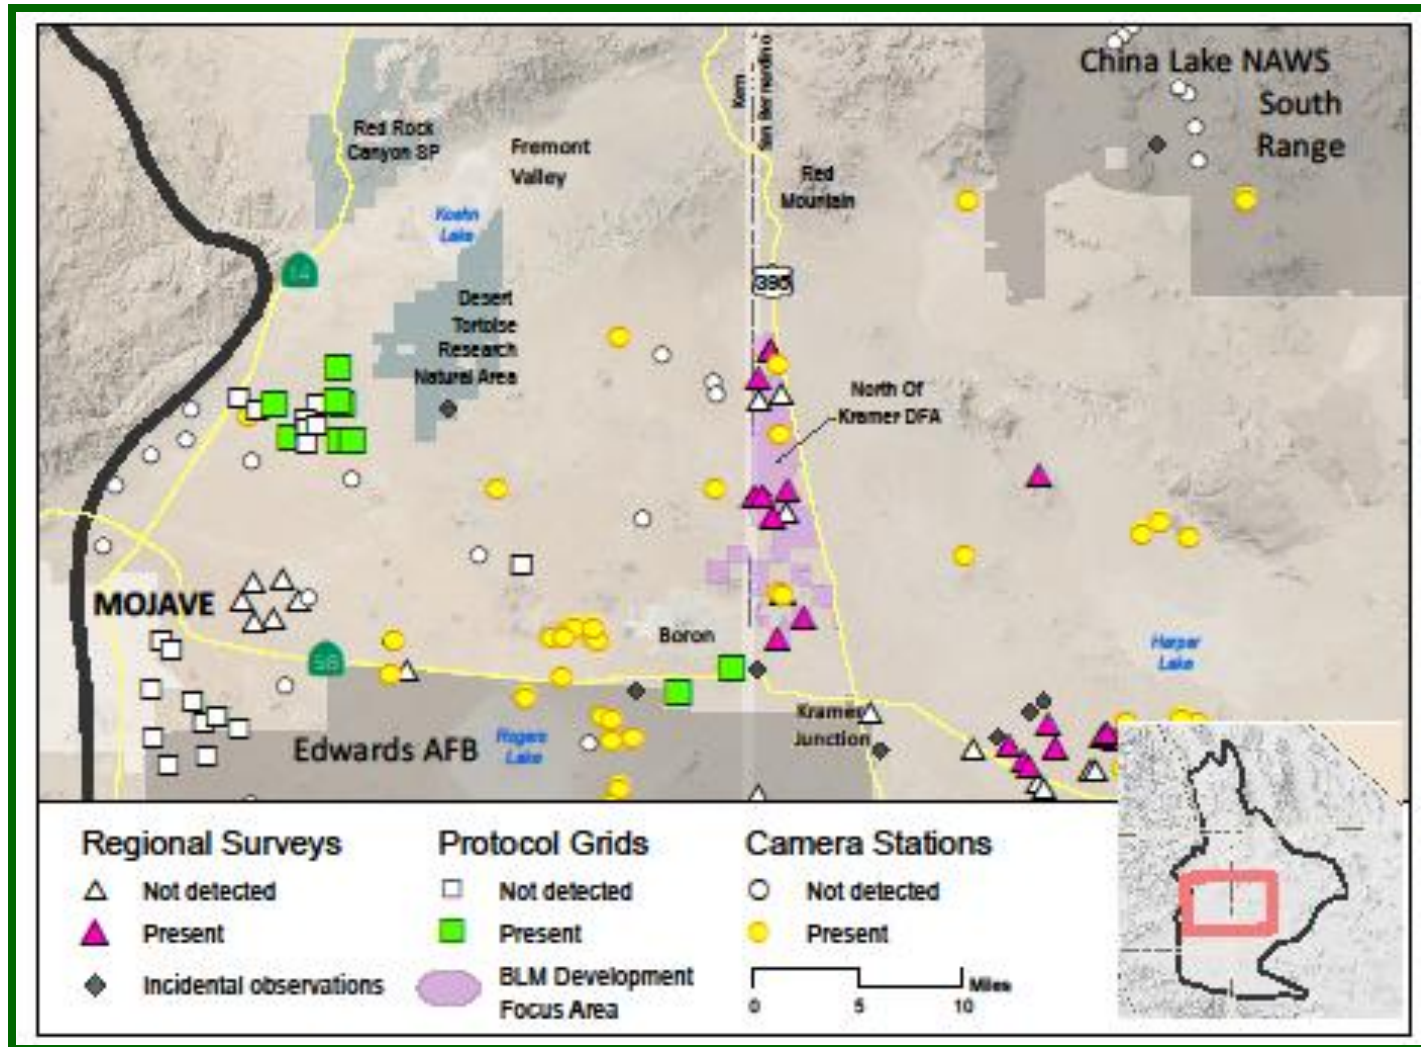 China Lake NAWS
South
Range
Kern
San Bernardino
Red Rock
Canyon SP
Fremont
Valley
Red
Mountain
Koehn
Lake
14
395
Desert
Tortoise
Research
Natural Area
North Of
Kramer DFA
MOJAVE
Boron
Harper
Lake
58
Kramer
Junction
Edwards AFB
Rogers
Lake
Regional Surveys
Not detected
Present
Incidental observations
Protocol Grids
Not detected
Present
BLM Development
Focus Area
Camera Stations
Not detected
Present
Miles
0 5 10